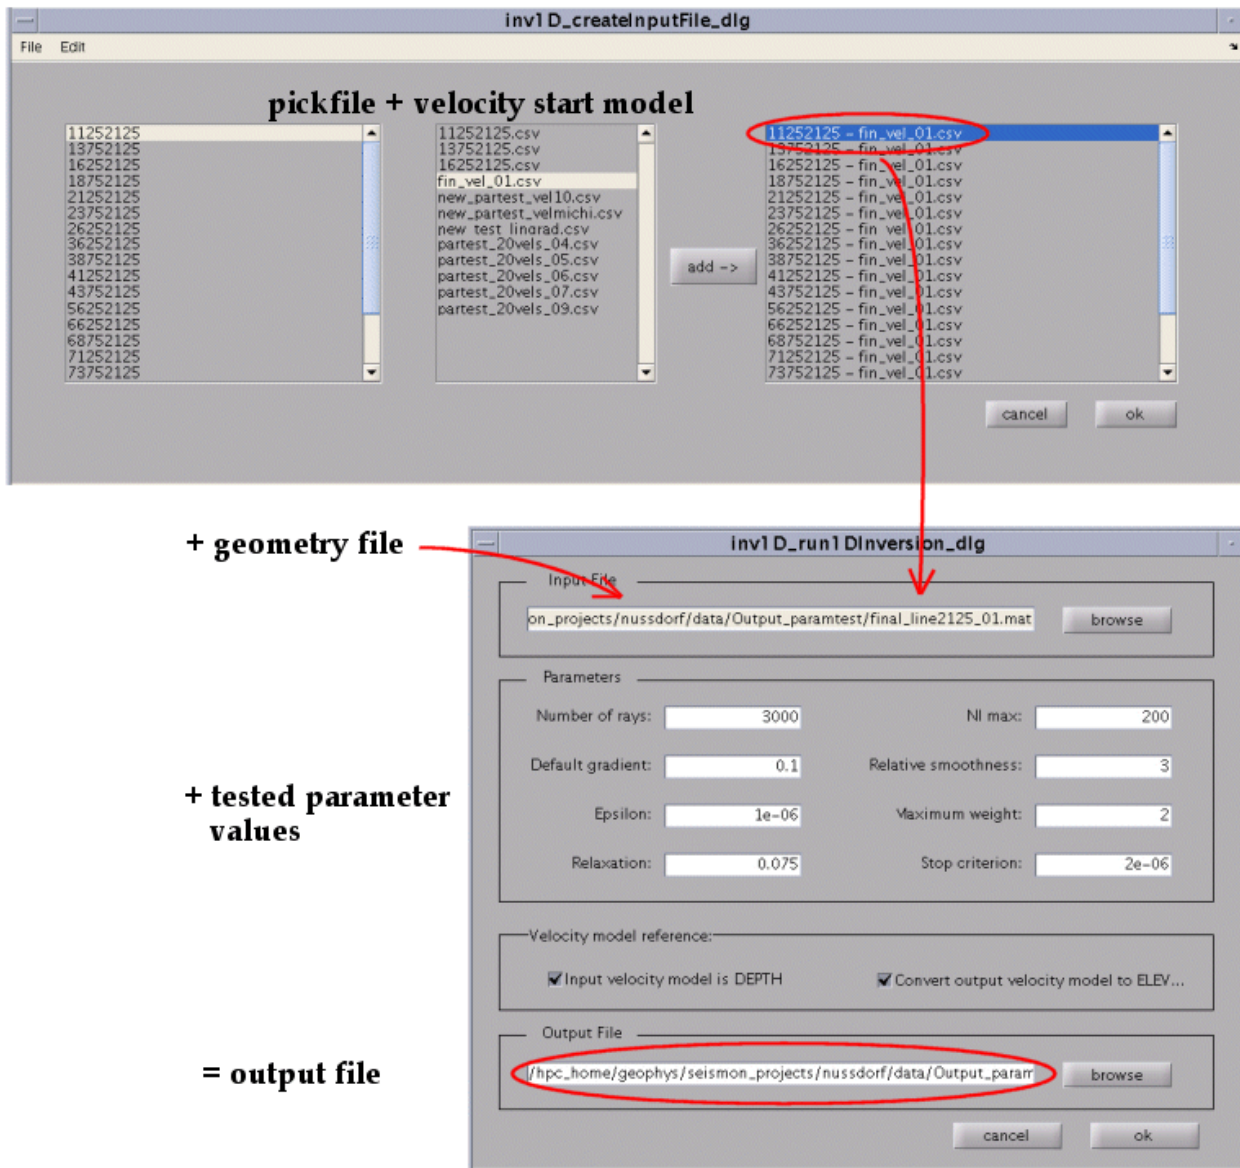 inv1D_createInputFile_dlg
File Edit
pickfile + velocity start model
11252125
13752125
16252125
18752125
21252125
23752125
26252125
36252125
38752125
41252125
43752125
56252125
66252125
68752125
71252125
73752125
11252125.csv
13752125.csv
16252125.csv
fin_vel_01.csv
new_partest_vel10.csv
new_partest_velmichi.csv
new_test_lingrad.csv
partest_20vels_04.csv
partest_20vels_05.csv
partest_20vels_06.csv
partest_20vels_07.csv
partest_20vels_09.csv
add ->
11252125 - fin_vel_01.csv
13752125 - fin_vel_01.csv
16252125 - fin_vel_01.csv
18752125 - fin_vel_01.csv
21252125 - fin_vel_01.csv
23752125 - fin_vel_01.csv
26252125 - fin_vel_01.csv
36252125 - fin_vel_01.csv
38752125 - fin_vel_01.csv
41252125 - fin_vel_01.csv
43752125 - fin_vel_01.csv
56252125 - fin_vel_01.csv
66252125 - fin_vel_01.csv
68752125 - fin_vel_01.csv
71252125 - fin_vel_01.csv
73752125 - fin_vel_01.csv
cancel ok
+ geometry file
inv1D_run1DInversion_dlg
Input File
on_projects/nussdorf/data/Output_paramtest/final_line2125_01.mat browse
Parameters
Number of rays: 3000 NI max: 200
Default gradient: 0.1 Relative smoothness: 3
+ tested parameter
values
Epsilon: 1e-06 Maximum weight: 2
Relaxation: 0.075 Stop criterion: 2e-06
Velocity model reference:
Input velocity model is DEPTH Convert output velocity model to ELEV...
Output File
= output file
/hpc_home/geophys/seismon_projects/nussdorf/data/Output_param browse
cancel ok